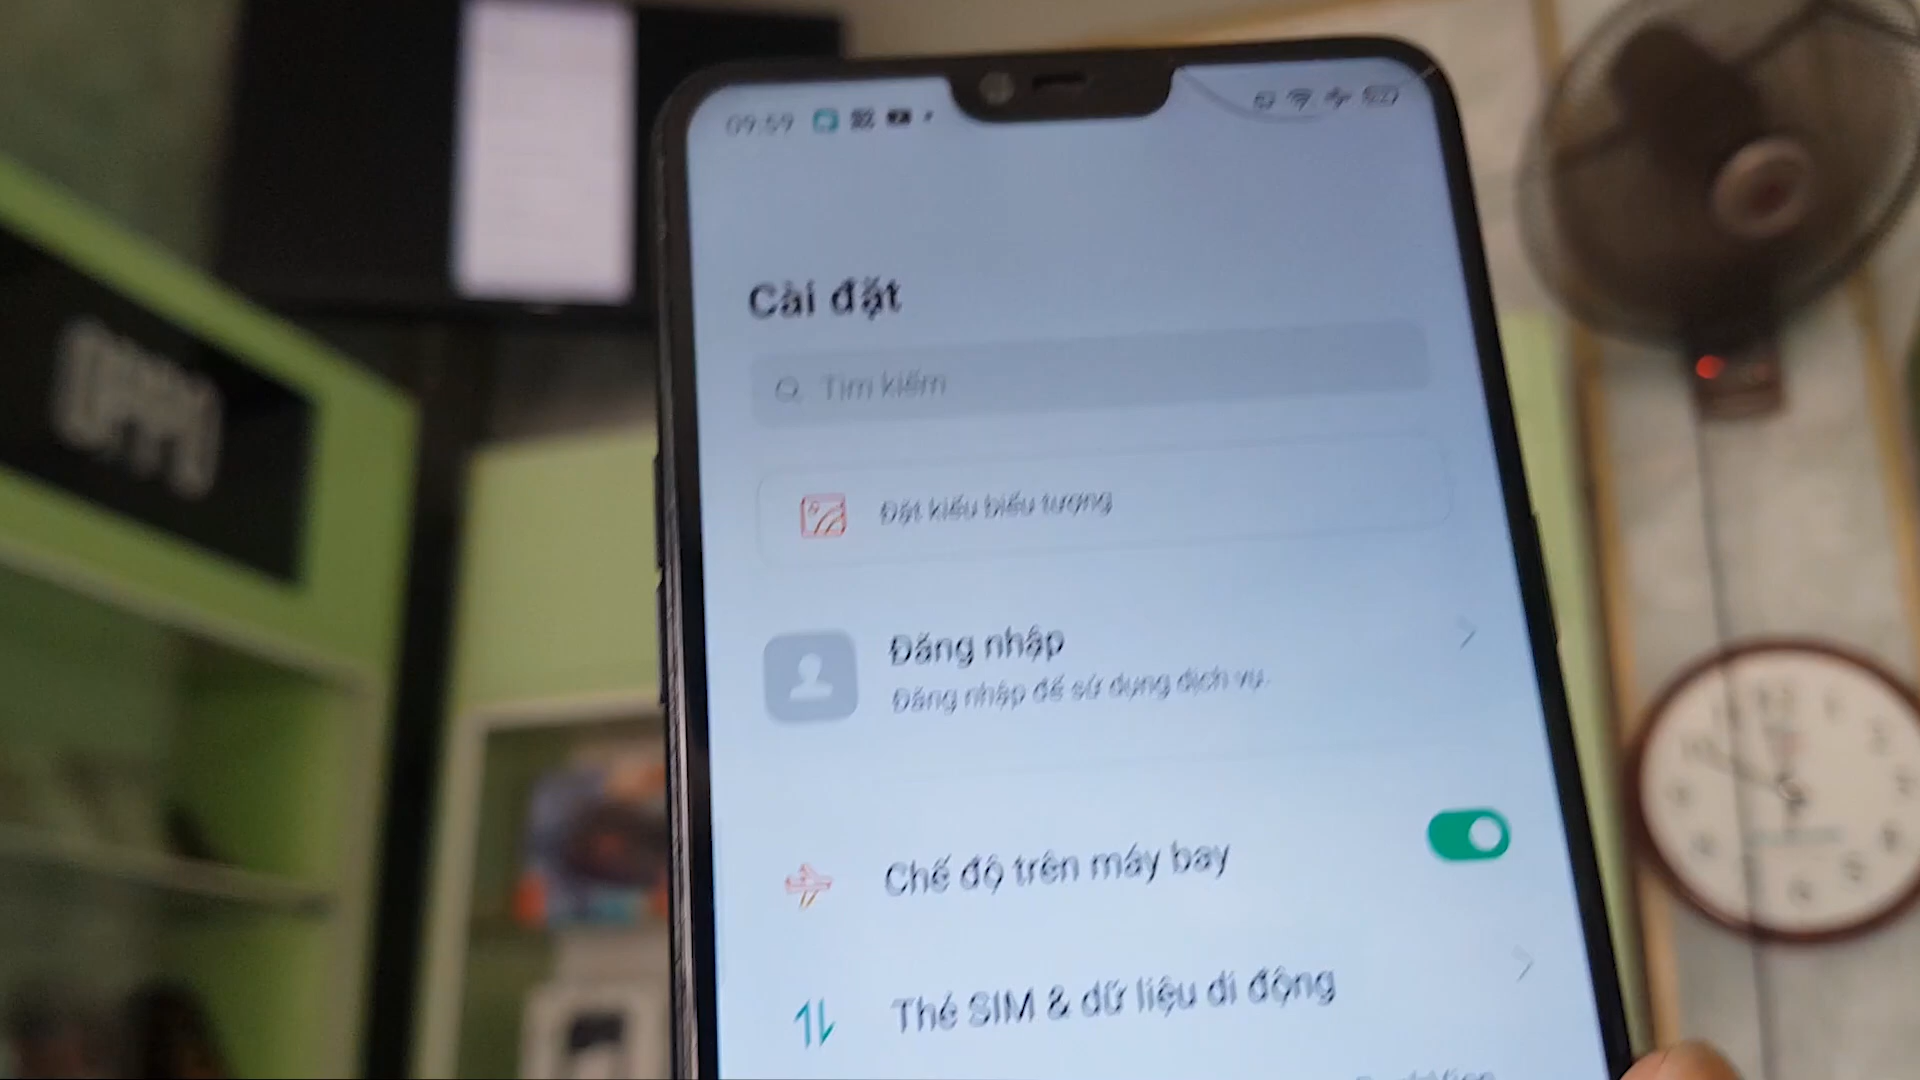 OPPO
09:59
Cài đặt
Tìm kiếm
Đặt kiểu biểu tượng
Đăng nhập
Đăng nhập để sử dụng dịch vụ.
Chế độ trên máy bay
Thẻ SIM & dữ liệu di động